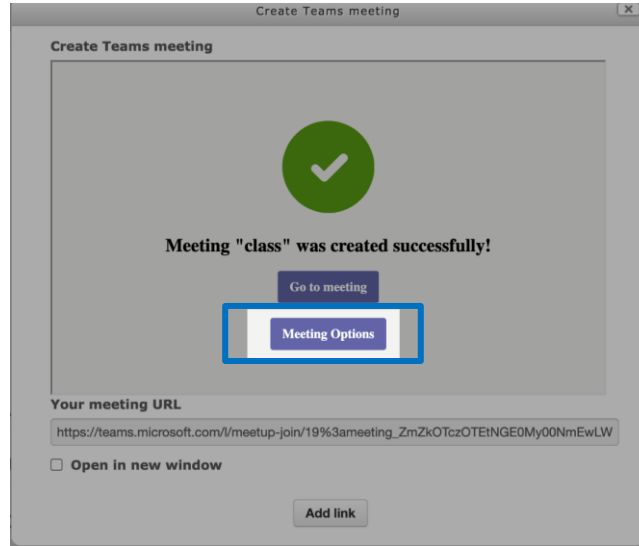 Create Teams meeting
Create Teams meeting
Meeting "class" was created successfully!
Go to meeting
Meeting Options
Your meeting URL
https://teams.microsoft.com/l/meetup-join/19%3ameeting_ZmZkOTczOTEtNGE0My00NmEwLW
Open in new window
Add link